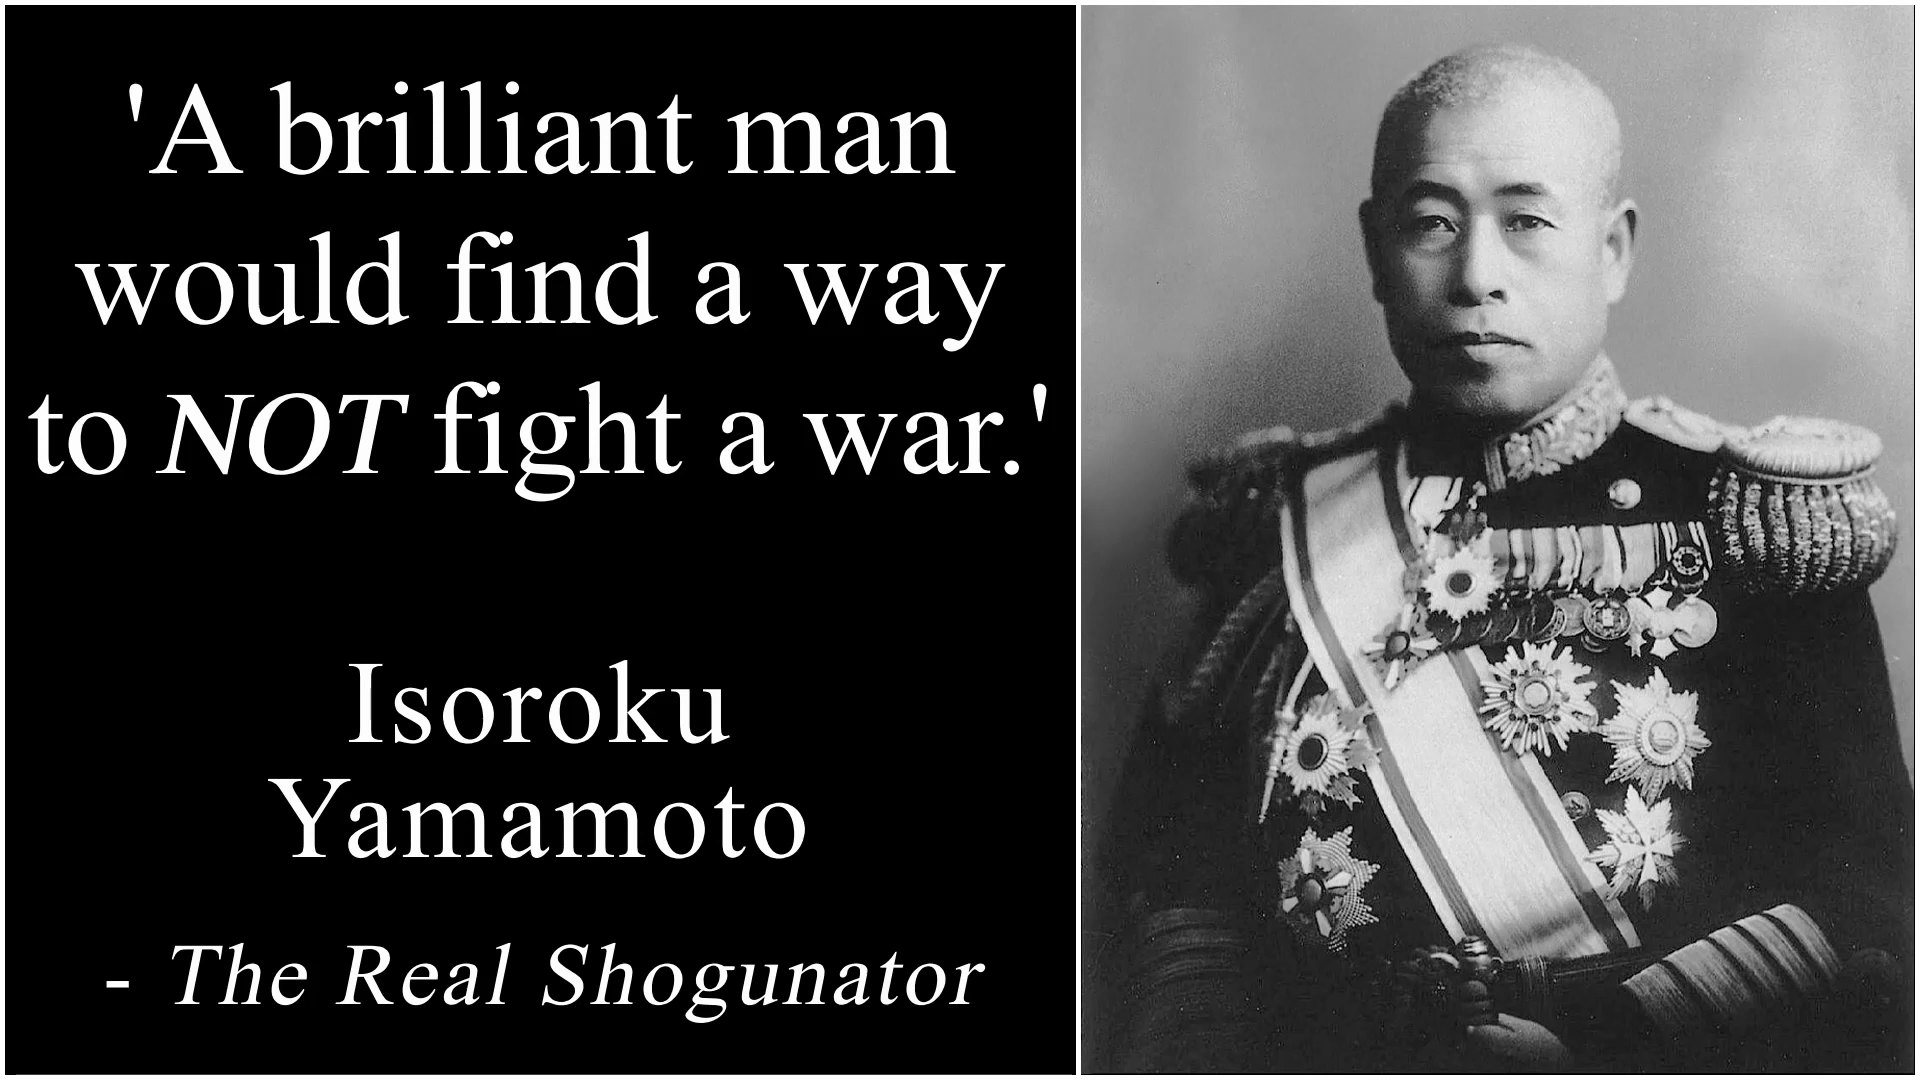 'A brilliant man
would find a way
to NOT fight a war.'
Isoroku
Yamamoto
- The Real Shogunator